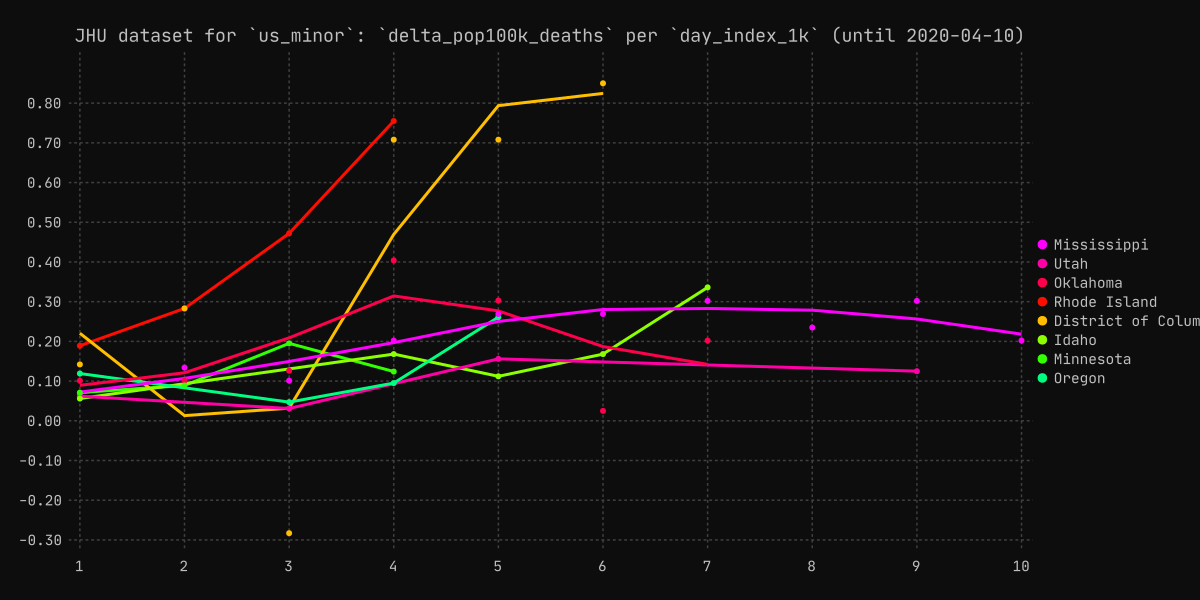 JHU dataset for `us_minor`: `delta_pop100k_deaths` per `day_index_1k` (until 2020-04-10)
0.80
0.70
0.60
0.50
0.40
0.30
0.20
0.10
0.00
-0.10
-0.20
-0.30
1 2 3 4 5 6 7 8 9 10
Mississippi
Utah
Oklahoma
Rhode Island
District of Colum
Idaho
Minnesota
Oregon